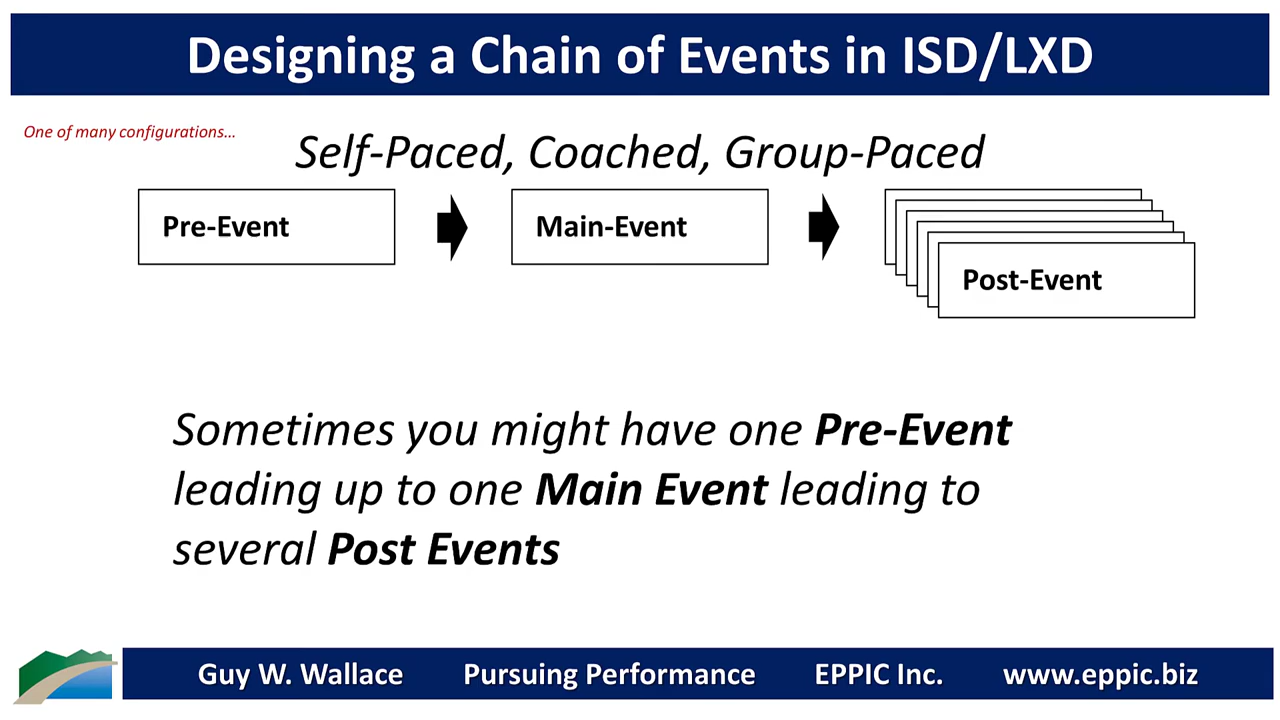 Designing a Chain of Events in ISD/LXD
One of many configurations…
Self-Paced, Coached, Group-Paced
Pre-Event
Main-Event
Post-Event
Sometimes you might have one Pre-Event
leading up to one Main Event leading to
several Post Events
Guy W. Wallace Pursuing Performance EPPIC Inc. www.eppic.biz